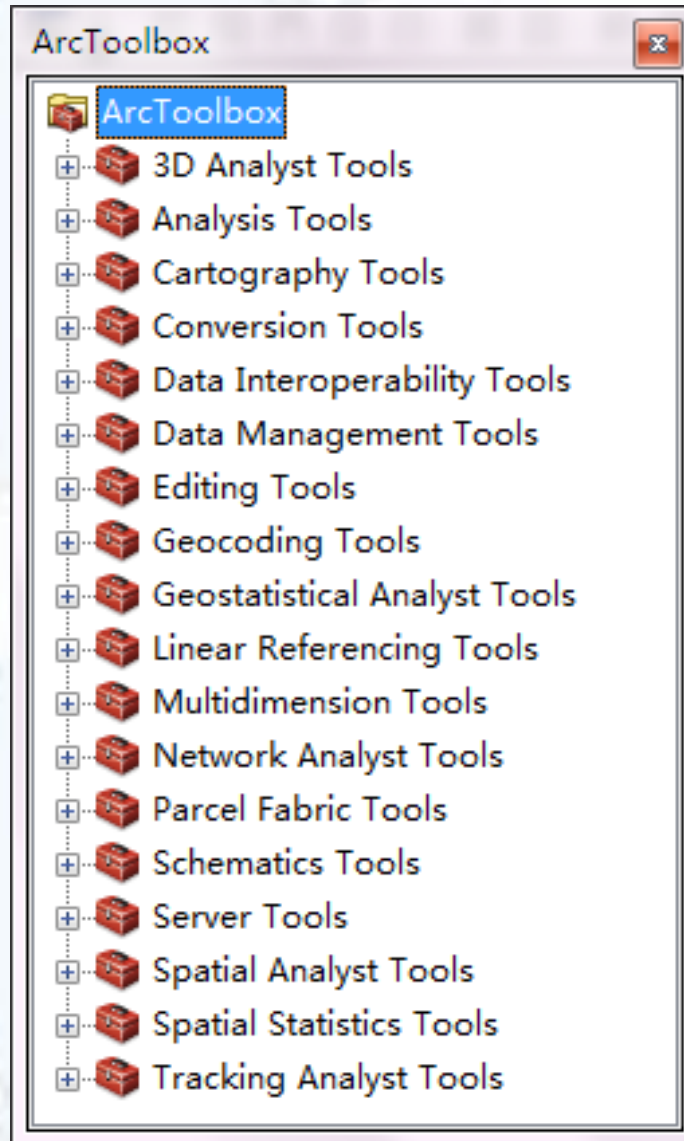 ArcToolbox
ArcToolbox
3D Analyst Tools
Analysis Tools
Cartography Tools
Conversion Tools
Data Interoperability Tools
Data Management Tools
Editing Tools
Geocoding Tools
Geostatistical Analyst Tools
Linear Referencing Tools
Multidimension Tools
Network Analyst Tools
Parcel Fabric Tools
Schematics Tools
Server Tools
Spatial Analyst Tools
Spatial Statistics Tools
Tracking Analyst Tools